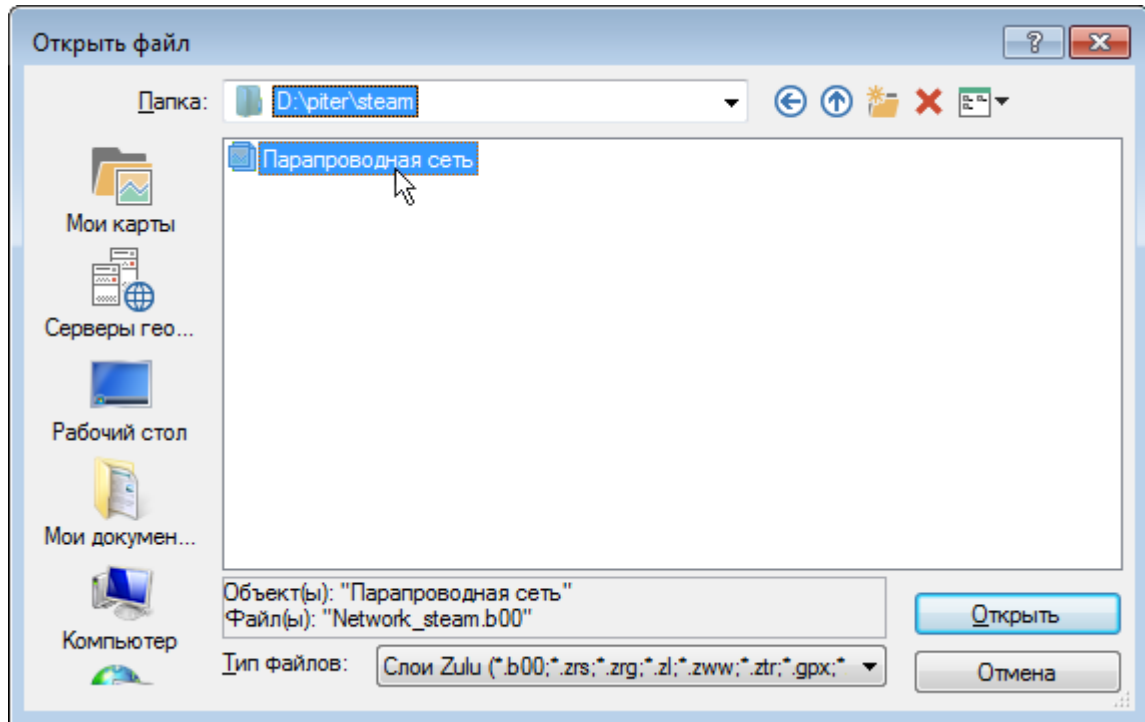 Открыть файл
Папка: D:\piter\steam
Парапроводная сеть
Мои карты
Серверы гео...
Рабочий стол
Мои докумен...
Компьютер
Объект(ы): "Парапроводная сеть"
Файл(ы): "Network_steam.b00"
Открыть
Тип файлов: Слои Zulu (*.b00;*.zrs;*.zrg;*.zl;*.zww;*.ztr;*.gpx;*
Отмена